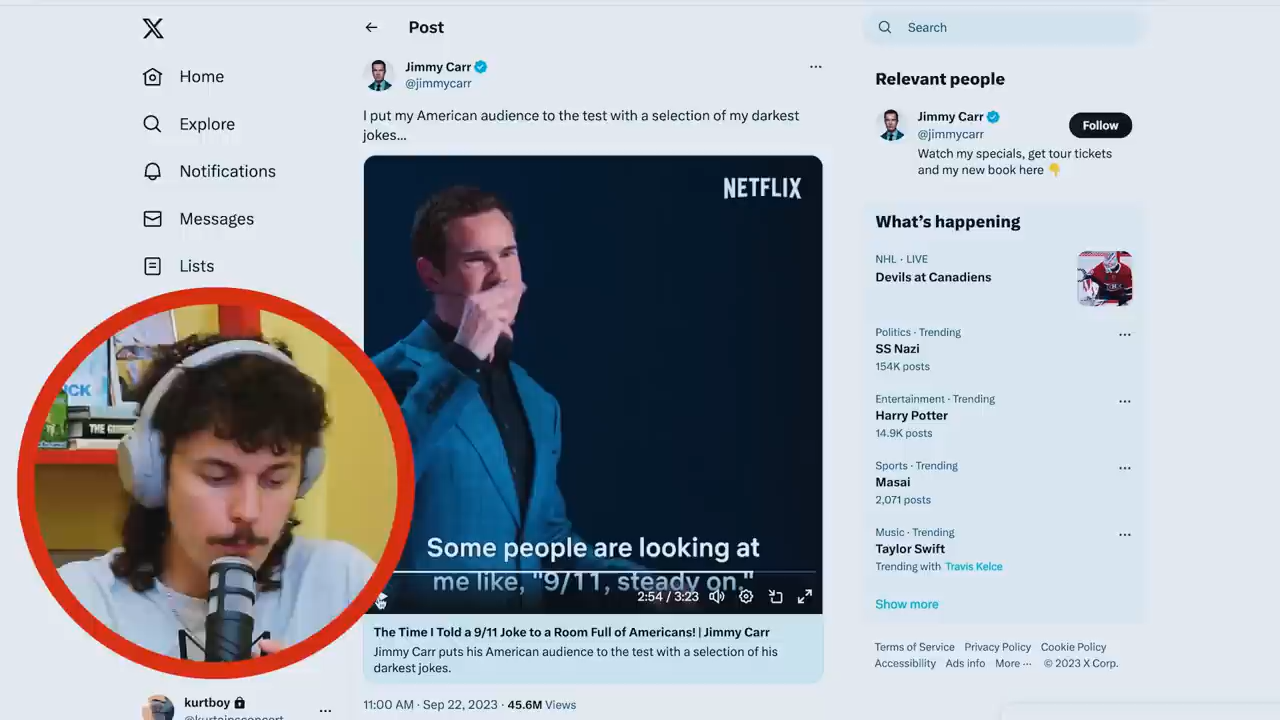 Home
Explore
Notifications
Messages
Lists
CK
THE
kurtboy
@kurtainsconcert
Post
Jimmy Carr
@jimmycarr
I put my American audience to the test with a selection of my darkest
jokes...
NETFLIX
Some people are looking at
me like, "9/11, steady on."
2:54 / 3:23
The Time I Told a 9/11 Joke to a Room Full of Americans! | Jimmy Carr
Jimmy Carr puts his American audience to the test with a selection of his
darkest jokes.
11:00 AM · Sep 22, 2023 · 45.6M Views
Search
Relevant people
Jimmy Carr
@jimmycarr
Follow
Watch my specials, get tour tickets
and my new book here 👇
What's happening
NHL · LIVE
Devils at Canadiens
Politics · Trending
SS Nazi
154K posts
Entertainment · Trending
Harry Potter
14.9K posts
Sports · Trending
Masai
2,071 posts
Music · Trending
Taylor Swift
Trending with Travis Kelce
Show more
Terms of Service Privacy Policy Cookie Policy
Accessibility Ads info More ··· © 2023 X Corp.